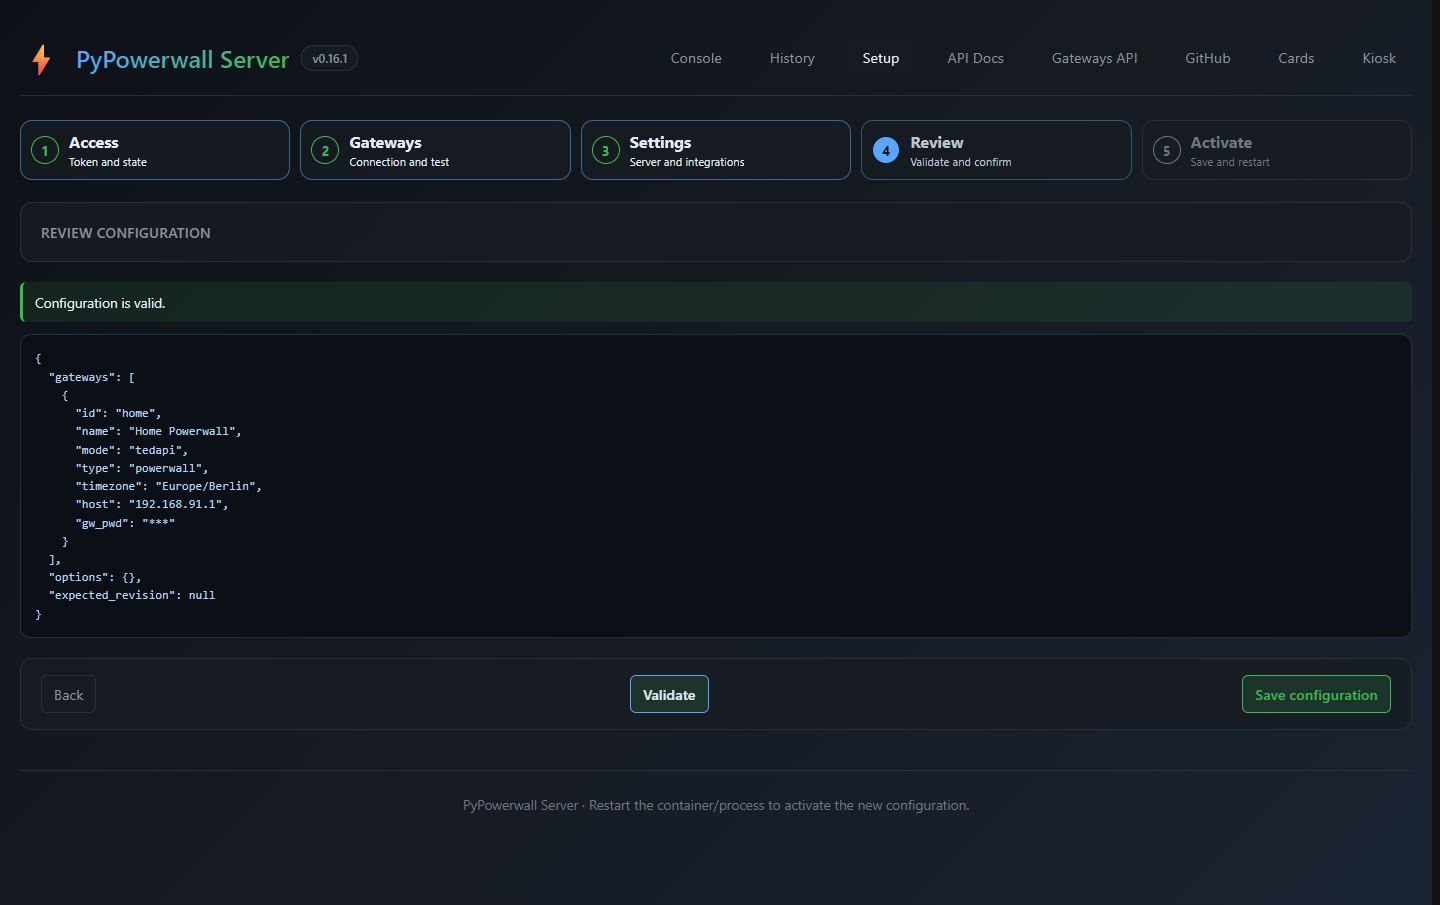 PyPowerwall Server v0.16.1 Console History Setup API Docs Gateways API GitHub Cards Kiosk
1 Access
Token and state
2 Gateways
Connection and test
3 Settings
Server and integrations
4 Review
Validate and confirm
5 Activate
Save and restart
REVIEW CONFIGURATION
Configuration is valid.
{
  "gateways": [
    {
      "id": "home",
      "name": "Home Powerwall",
      "mode": "tedapi",
      "type": "powerwall",
      "timezone": "Europe/Berlin",
      "host": "192.168.91.1",
      "gw_pwd": "***"
    }
  ],
  "options": {},
  "expected_revision": null
}
Back Validate Save configuration
PyPowerwall Server · Restart the container/process to activate the new configuration.